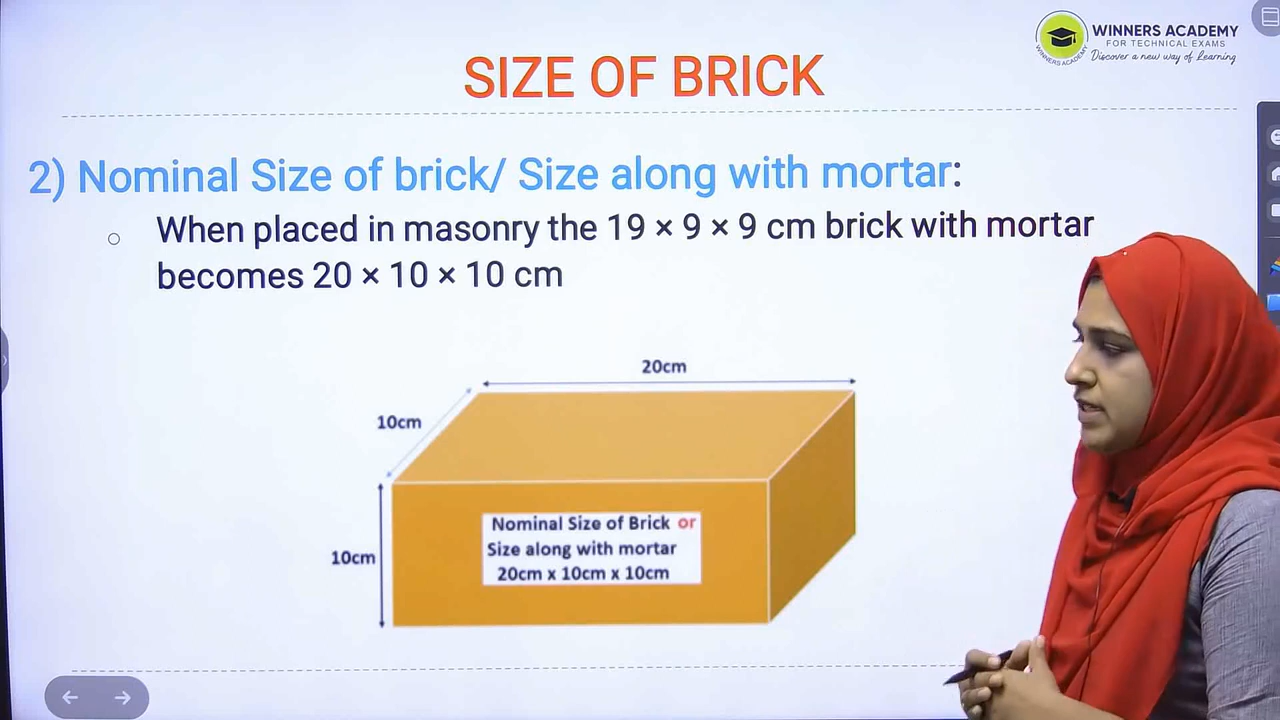 WINNERS ACADEMY
FOR TECHNICAL EXAMS
Discover a new way of Learning
WINNERS ACADEMY
SIZE OF BRICK
2) Nominal Size of brick/ Size along with mortar:
○ When placed in masonry the 19 × 9 × 9 cm brick with mortar
becomes 20 × 10 × 10 cm
20cm
10cm
10cm
Nominal Size of Brick or
Size along with mortar
20cm x 10cm x 10cm